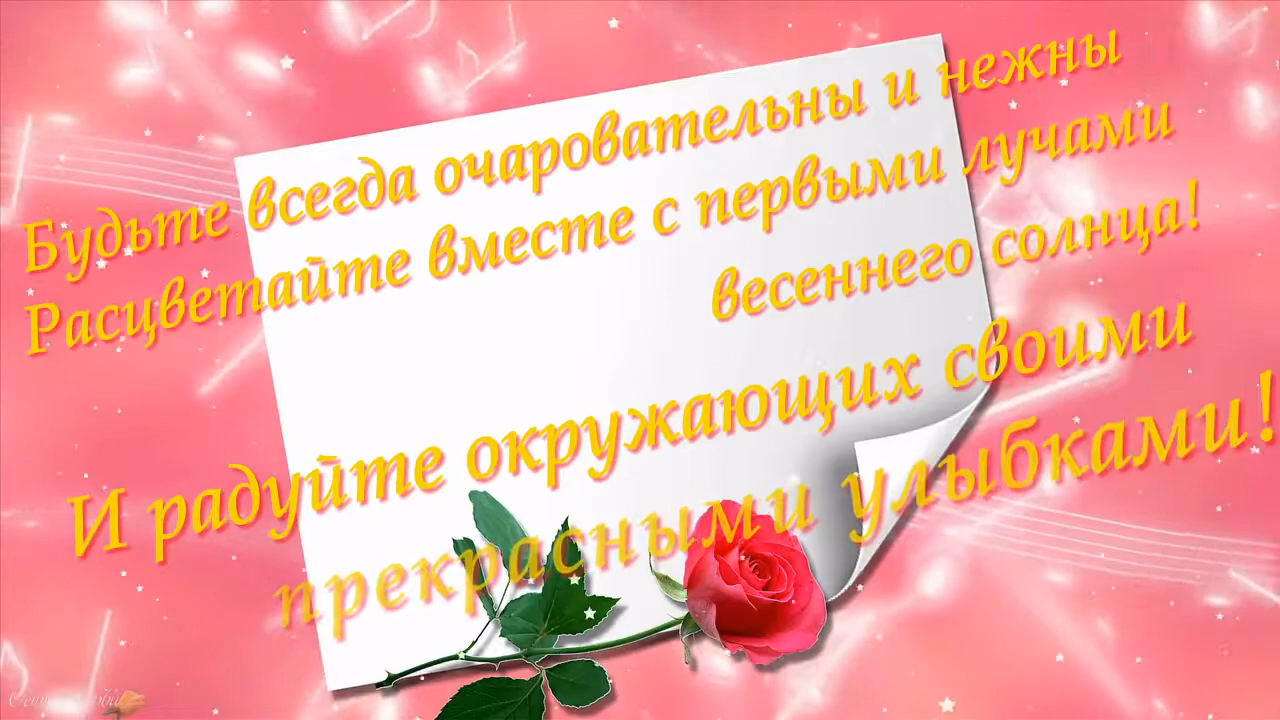 Будьте всегда очаровательны и нежны
Расцветайте вместе с первыми лучами
весеннего солнца!
И радуйте окружающих своими
прекрасными улыбками!